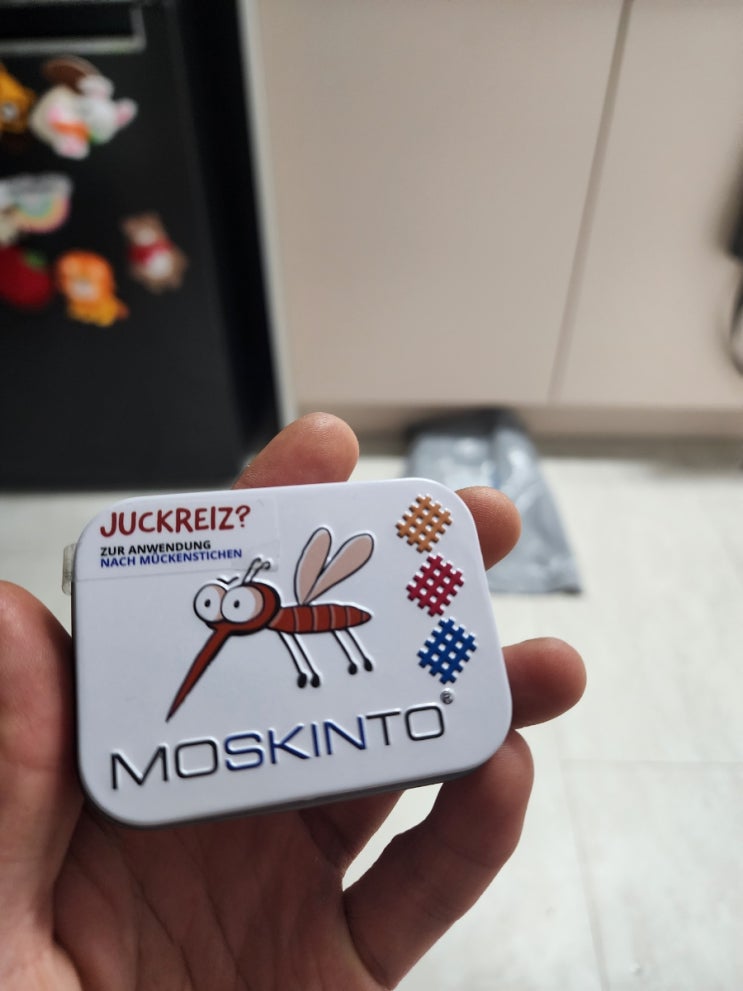 JUCKREIZ?
ZUR ANWENDUNG
NACH MÜCKENSTICHEN
MOSKINTO®